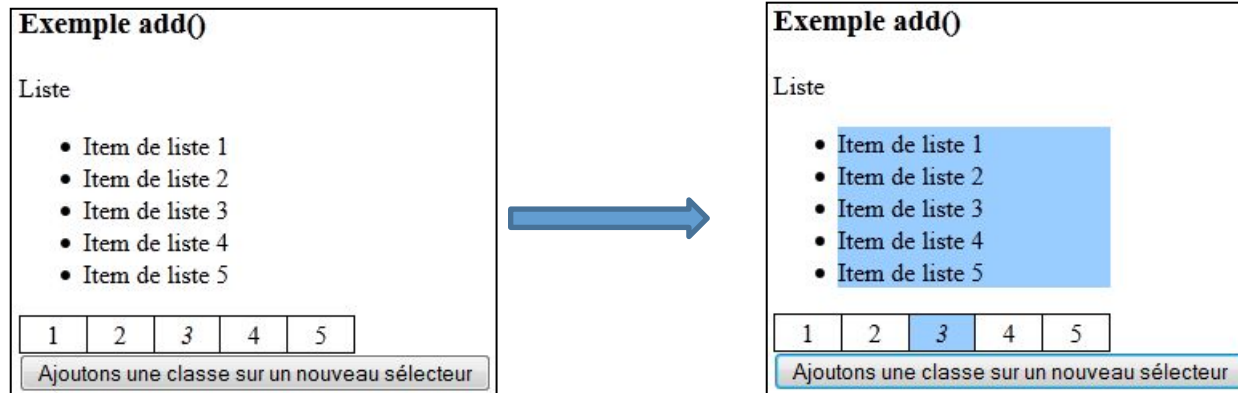 Exemple add()
Liste
• Item de liste 1
• Item de liste 2
• Item de liste 3
• Item de liste 4
• Item de liste 5
1 2 3 4 5
Ajoutons une classe sur un nouveau sélecteur
Exemple add()
Liste
• Item de liste 1
• Item de liste 2
• Item de liste 3
• Item de liste 4
• Item de liste 5
1 2 3 4 5
Ajoutons une classe sur un nouveau sélecteur